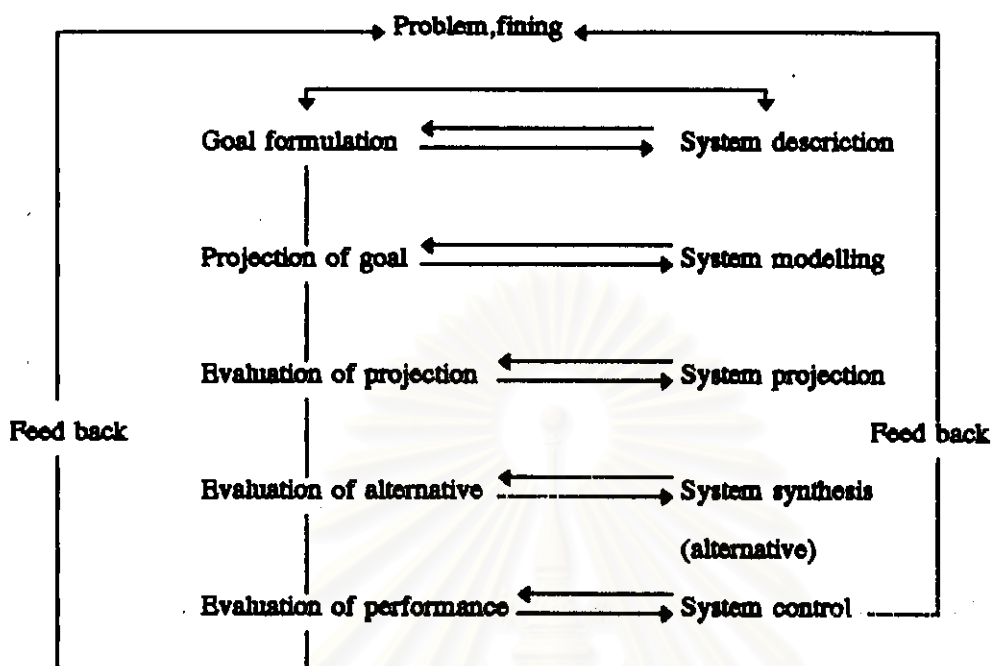 Problem,fining
Goal formulation System descriction
Projection of goal System modelling
Evaluation of projection System projection
Feed back Feed back
Evaluation of alternative System synthesis
(alternative)
Evaluation of performance System control